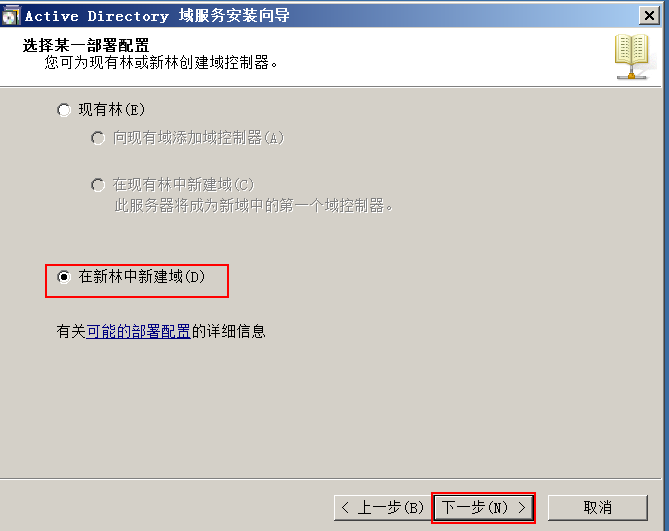 Active Directory 域服务安装向导
选择某一部署配置
您可为现有林或新林创建域控制器。
现有林(E)
向现有域添加域控制器(A)
在现有林中新建域(C)
此服务器将成为新域中的第一个域控制器。
在新林中新建域(D)
有关可能的部署配置的详细信息
< 上一步(B) 下一步(N) > 取消